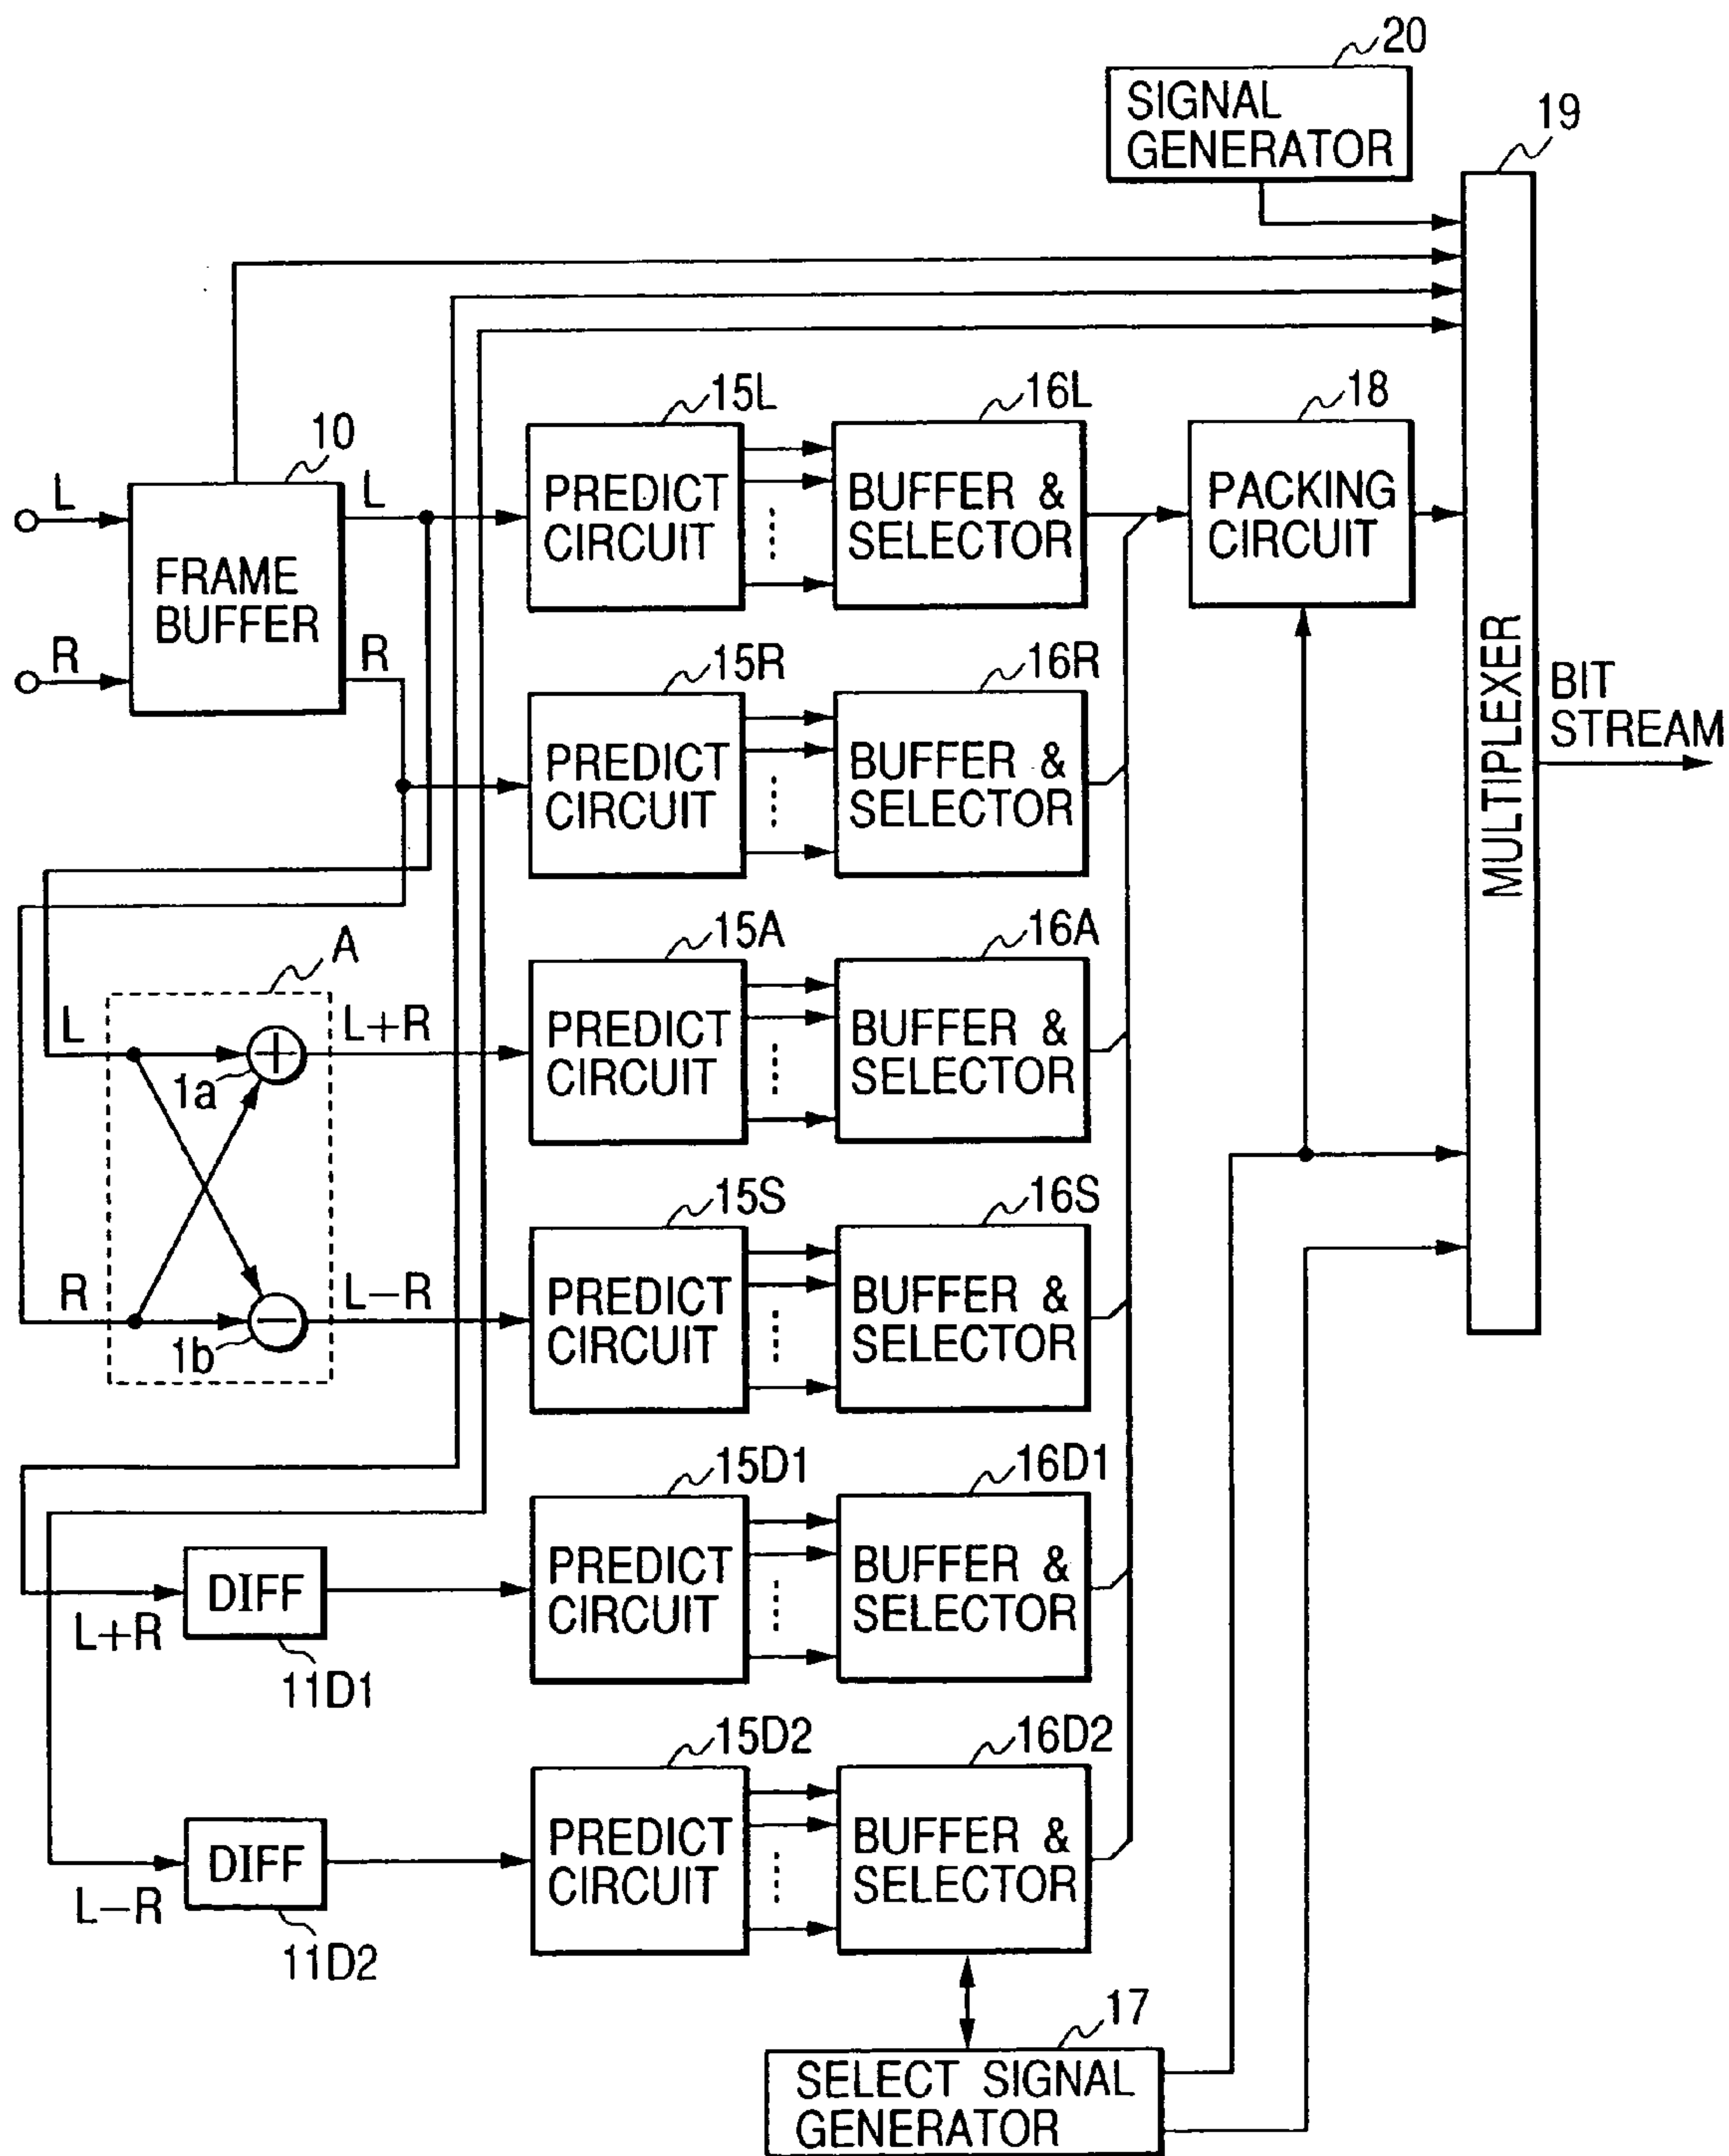 20
SIGNAL
GENERATOR
19
15L
16L
18
10
L
L
PREDICT
CIRCUIT
BUFFER &
SELECTOR
PACKING
CIRCUIT
FRAME
BUFFER
R
R
15R
16R
PREDICT
CIRCUIT
BUFFER &
SELECTOR
MULTIPLEXER
BIT
STREAM
A
15A
16A
L
1a
L+R
PREDICT
CIRCUIT
BUFFER &
SELECTOR
15S
16S
R
1b
L−R
PREDICT
CIRCUIT
BUFFER &
SELECTOR
15D1
16D1
DIFF
L+R
11D1
PREDICT
CIRCUIT
BUFFER &
SELECTOR
15D2
16D2
DIFF
L−R
11D2
PREDICT
CIRCUIT
BUFFER &
SELECTOR
17
SELECT SIGNAL
GENERATOR